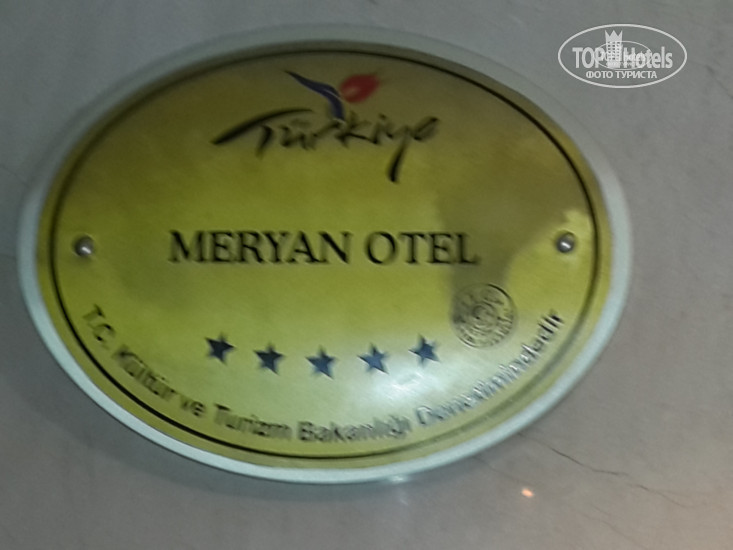 TOP Hotels
ФОТО ТУРИСТА
Türkiye
MERYAN OTEL
T.C. Kültür ve Turizm Bakanlığı Denetimindedir